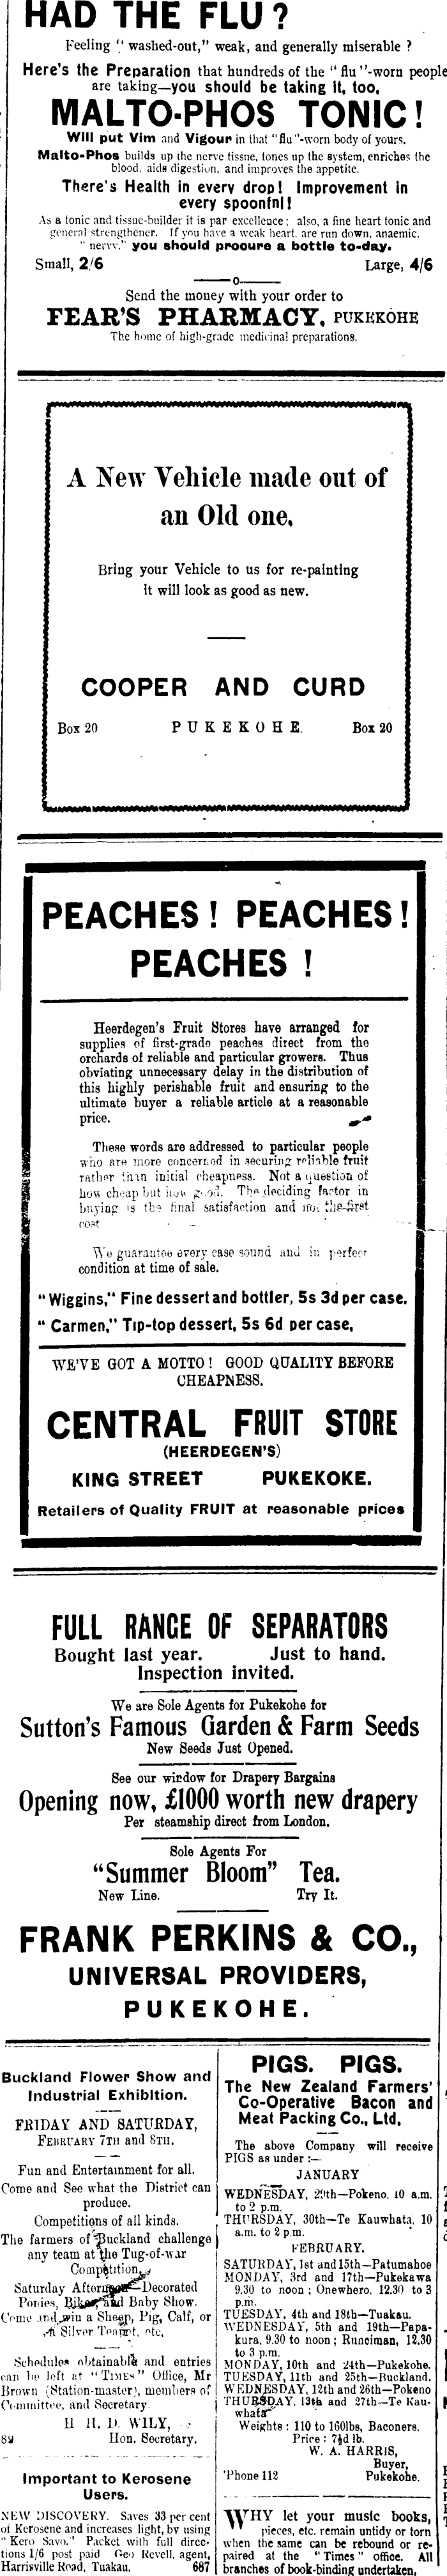 HAD THE FLU?
Feeling "washed-out," weak, and generally miserable ?
Here's the Preparation that hundreds of the "flu"-worn people
are taking—you should be taking it, too,
MALTO-PHOS TONIC!
Will put Vim and Vigour in that "flu"-worn body of yours.
Malto-Phos builds up the nerve tissue, tones up the system, enriches the
blood, aids digestion, and improves the appetite.
There's Health in every drop! Improvement in
every spoonful!
As a tonic and tissue-builder it is par excellence; also, a fine heart tonic and
general strengthener. If you have a weak heart, are run down, anaemic,
"nervy," you should procure a bottle to-day.
Small, 2/6 Large, 4/6
Send the money with your order to
FEAR'S PHARMACY, PUKEKOHE
The home of high-grade medicinal preparations.
A New Vehicle made out of
an Old one.
Bring your Vehicle to us for re-painting
it will look as good as new.
COOPER AND CURD
Box 20 PUKEKOHE. Box 20
PEACHES! PEACHES!
PEACHES!
Heerdegen's Fruit Stores have arranged for
supplies of first-grade peaches direct from the
orchards of reliable and particular growers. Thus
obviating unnecessary delay in the distribution of
this highly perishable fruit and ensuring to the
ultimate buyer a reliable article at a reasonable
price.
These words are addressed to particular people
who are more concerned in securing reliable fruit
rather than initial cheapness. Not a question of
how cheap but how good. The deciding factor in
buying is the final satisfaction and not the first
cost
We guarantee every case sound and in perfect
condition at time of sale.
"Wiggins," Fine dessert and bottler, 5s 3d per case.
"Carmen," Tip-top dessert, 5s 6d per case,
WE'VE GOT A MOTTO! GOOD QUALITY BEFORE
CHEAPNESS.
CENTRAL FRUIT STORE
(HEERDEGEN'S)
KING STREET PUKEKOKE.
Retailers of Quality FRUIT at reasonable prices
FULL RANGE OF SEPARATORS
Bought last year. Just to hand.
Inspection invited.
We are Sole Agents for Pukekohe for
Sutton's Famous Garden & Farm Seeds
New Seeds Just Opened.
See our window for Drapery Bargains
Opening now, £1000 worth new drapery
Per steamship direct from London.
Sole Agents For
"Summer Bloom" Tea.
New Line. Try It.
FRANK PERKINS & CO.,
UNIVERSAL PROVIDERS,
PUKEKOHE.
Buckland Flower Show and
Industrial Exhibition.
FRIDAY AND SATURDAY,
FEBRUARY 7TH and 8TH.
Fun and Entertainment for all.
Come and See what the District can
produce.
Competitions of all kinds.
The farmers of Buckland challenge
any team at the Tug-of-war
Competition.
Saturday Afternoon—Decorated
Ponies, Bikes, and Baby Show.
Come and win a Sheep, Pig, Calf, or
A Silver Teapot, etc,
Schedules obtainable and entries
can be left at "TIMES" Office, Mr
Brown (Station-master), members of
Committee, and Secretary.
H. H. D. WILY,
89 Hon. Secretary.
Important to Kerosene
Users.
NEW DISCOVERY. Saves 33 per cent
of Kerosene and increases light, by using
"Kero Savo." Packet with full direc-
tions 1/6 post paid Geo Revell, agent,
Harrisville Road, Tuakau. 687
PIGS. PIGS.
The New Zealand Farmers'
Co-Operative Bacon and
Meat Packing Co., Ltd,
The above Company will receive
PIGS as under :—
JANUARY
WEDNESDAY, 29th—Pokeno, 10 a.m.
to 2 p.m.
THURSDAY, 30th—Te Kauwhata, 10
a.m. to 2 p.m.
FEBRUARY.
SATURDAY, 1st and 15th—Patumahoe
MONDAY, 3rd and 17th—Pukekawa
9.30 to noon; Onewhero, 12.30 to 3
p.m.
TUESDAY, 4th and 18th—Tuakau.
WEDNESDAY, 5th and 19th—Papa-
kura, 9.30 to noon; Runciman, 12.30
to 3 p.m.
MONDAY, 10th and 24th—Pukekohe.
TUESDAY, 11th and 25th—Buckland.
WEDNESDAY, 12th and 26th—Pokeno
THURSDAY, 13th and 27th—Te Kau-
whata
Weights : 110 to 160lbs, Baconers.
Price : 7½d lb.
W. A. HARRIS,
Buyer,
'Phone 112 Pukekohe.
WHY let your music books,
pieces, etc. remain untidy or torn
when the same can be rebound or re-
paired at the "Times" office. All
branches of book-binding undertaken.